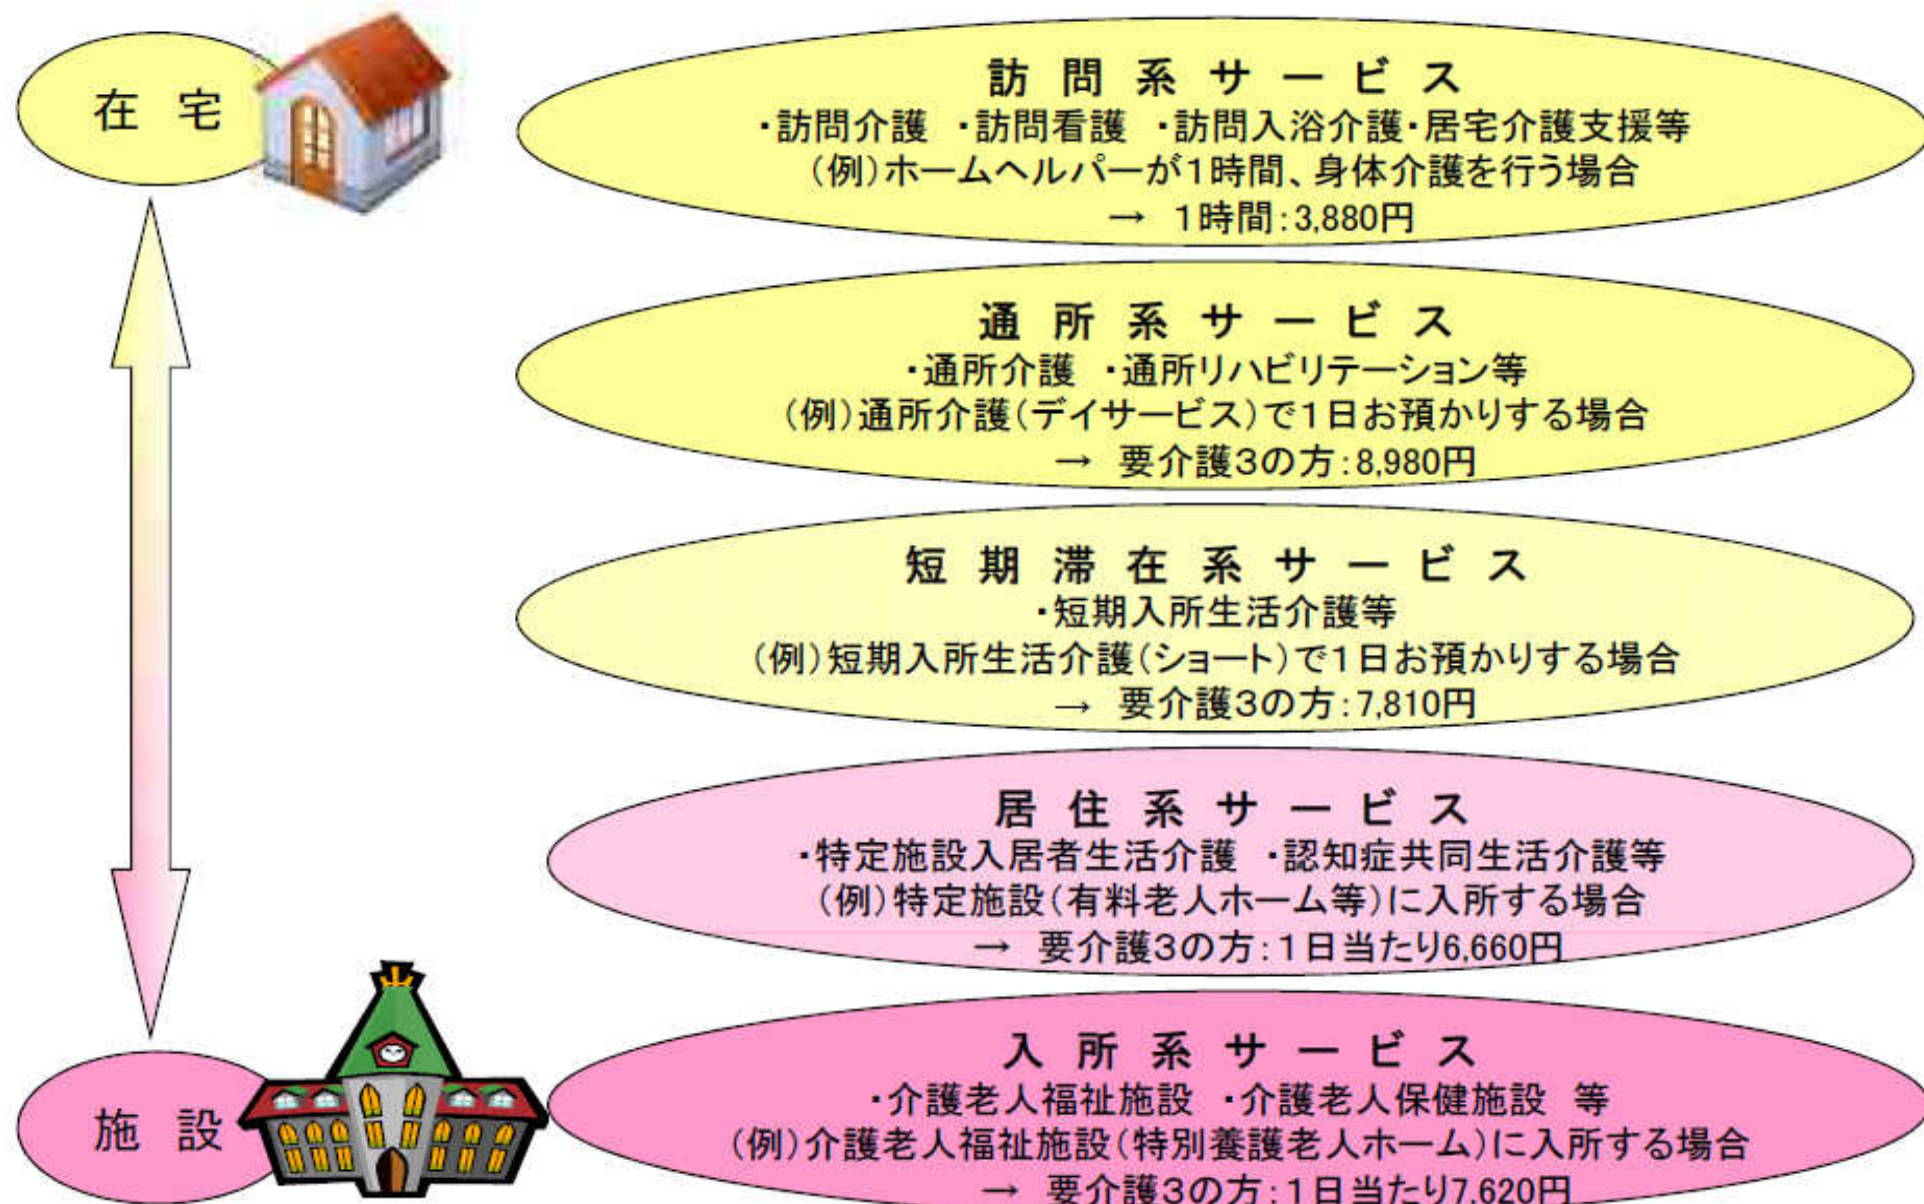 在 宅
訪 問 系 サ ー ビ ス
・訪問介護 ・訪問看護 ・訪問入浴介護・居宅介護支援等
（例）ホームヘルパーが１時間、身体介護を行う場合
→ １時間：3,880円
通 所 系 サ ー ビ ス
・通所介護 ・通所リハビリテーション等
（例）通所介護（デイサービス）で１日お預かりする場合
→ 要介護３の方：8,980円
短 期 滞 在 系 サ ー ビ ス
・短期入所生活介護等
（例）短期入所生活介護（ショート）で１日お預かりする場合
→ 要介護３の方：7,810円
居 住 系 サ ー ビ ス
・特定施設入居者生活介護 ・認知症共同生活介護等
（例）特定施設（有料老人ホーム等）に入所する場合
→ 要介護３の方：１日当たり6,660円
施 設
入 所 系 サ ー ビ ス
・介護老人福祉施設 ・介護老人保健施設 等
（例）介護老人福祉施設（特別養護老人ホーム）に入所する場合
→ 要介護３の方：１日当たり7,620円